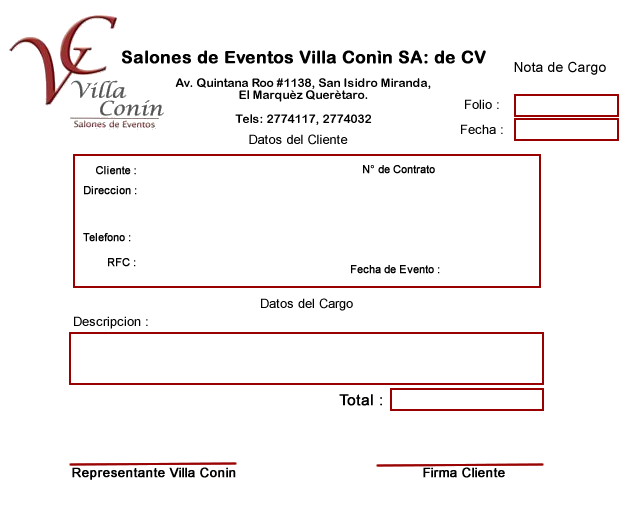 VC
Villa
Conín
Salones de Eventos
Salones de Eventos Villa Conìn SA: de CV
Av. Quintana Roo #1138, San Isidro Miranda,
El Marquèz Querètaro.
Tels: 2774117, 2774032
Nota de Cargo
Folio :
Fecha :
Datos del Cliente
Cliente :
N° de Contrato
Direccion :
Telefono :
RFC :
Fecha de Evento :
Datos del Cargo
Descripcion :
Total :
Representante Villa Conin
Firma Cliente